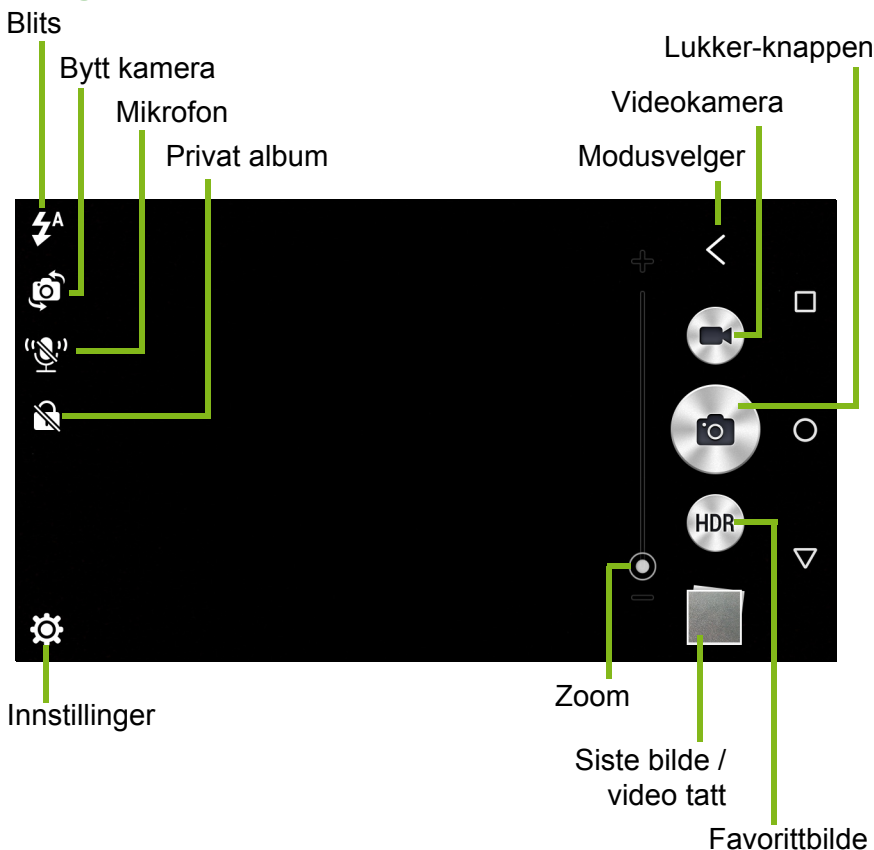 Blits
Lukker-knappen
Bytt kamera
Videokamera
Mikrofon
Privat album
Modusvelger
A
HDR
Innstillinger
Zoom
Siste bilde /
video tatt
Favorittbilde